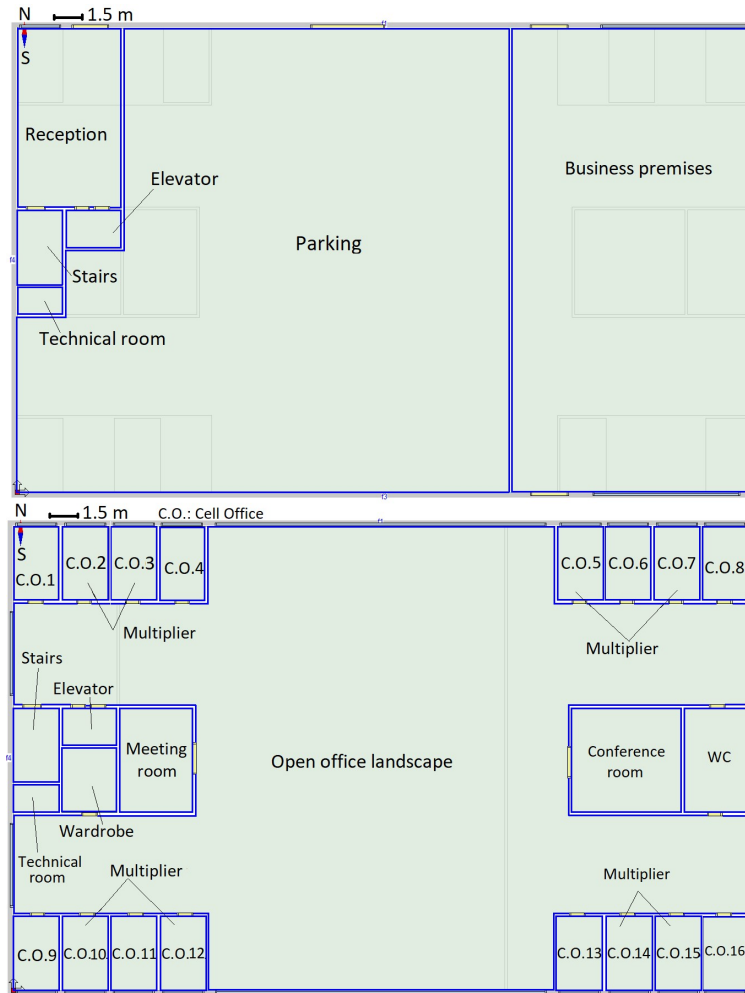 N
1.5 m
S
Reception
Elevator
Business premises
Parking
Stairs
Technical room
N
1.5 m
C.O.: Cell Office
S
C.O.1
C.O.2
C.O.3
C.O.4
C.O.5
C.O.6
C.O.7
C.O.8
Multiplier
Multiplier
Stairs
Elevator
Meeting
room
Open office landscape
Conference
room
WC
Wardrobe
Technical
room
Multiplier
Multiplier
C.O.9
C.O.10
C.O.11
C.O.12
C.O.13
C.O.14
C.O.15
C.O.16